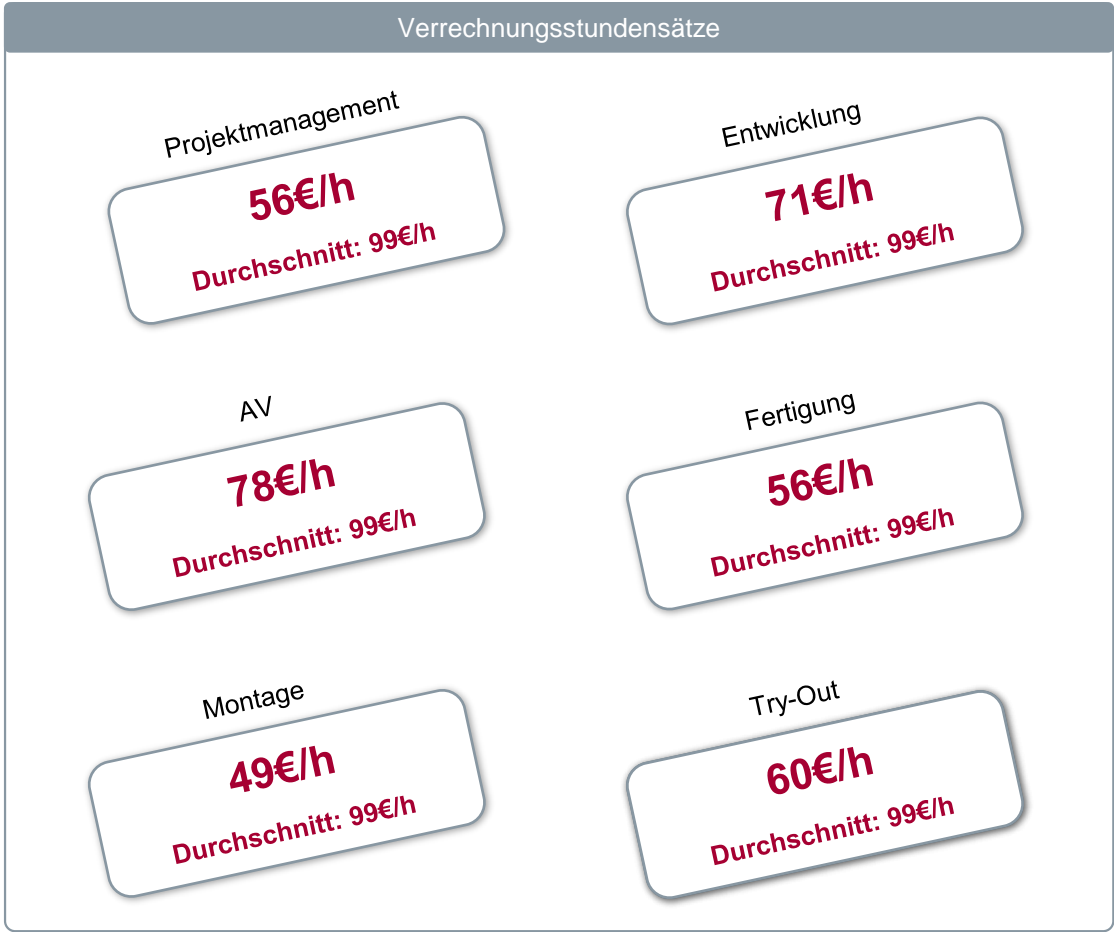 Verrechnungsstundensätze
Projektmanagement
56€/h
Durchschnitt: 99€/h
Entwicklung
71€/h
Durchschnitt: 99€/h
AV
78€/h
Durchschnitt: 99€/h
Fertigung
56€/h
Durchschnitt: 99€/h
Montage
49€/h
Durchschnitt: 99€/h
Try-Out
60€/h
Durchschnitt: 99€/h